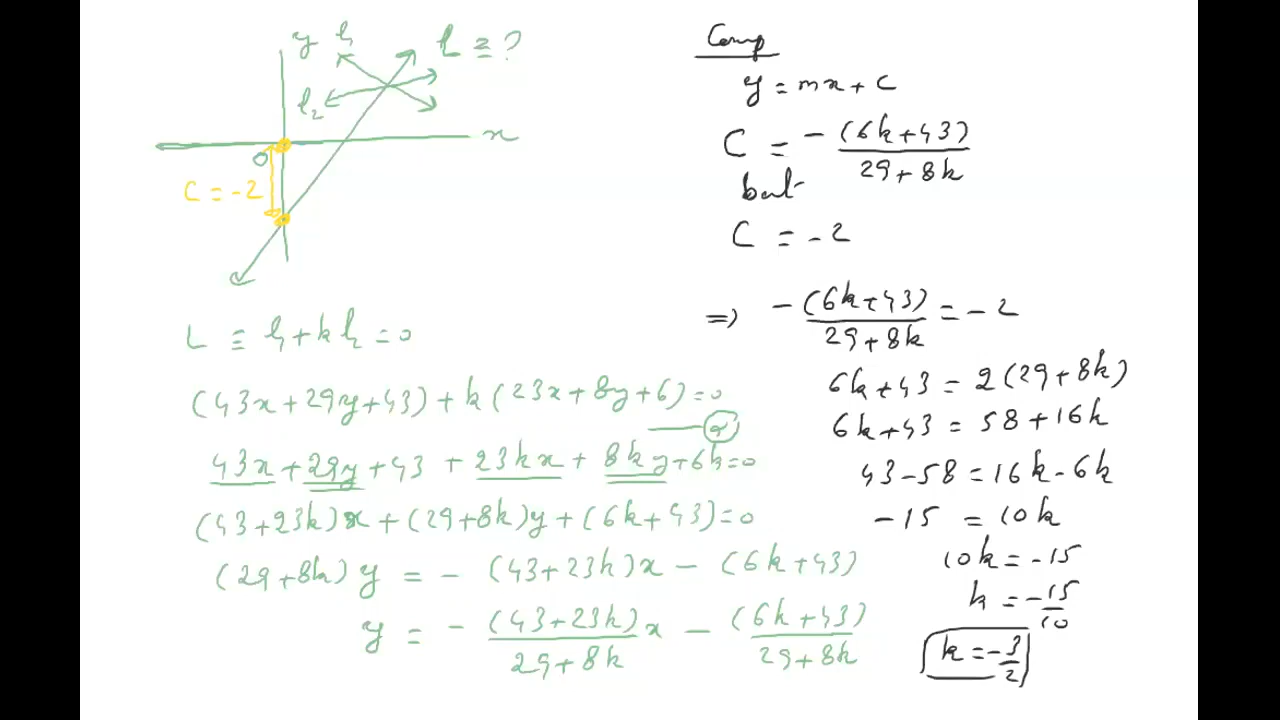 y l₁
L ≡ ?
l₂
x
O
C = -2
L ≡ l₁ + k l₂ = 0
(43x + 29y + 43) + k(23x + 8y + 6) = 0
43x + 29y + 43 + 23kx + 8ky + 6k = 0
(43 + 23k)x + (29 + 8k)y + (6k + 43) = 0
(29 + 8k) y = - (43 + 23k)x - (6k + 43)
y = - (43 + 23k)/(29 + 8k) x - (6k + 43)/(29 + 8k)
Comp
y = mx + c
C = -(6k + 43)/(29 + 8k)
but
C = -2
⇒ -(6k + 43)/(29 + 8k) = -2
6k + 43 = 2(29 + 8k)
6k + 43 = 58 + 16k
43 - 58 = 16k - 6k
-15 = 10k
10k = -15
k = -15/10
k = -3/2